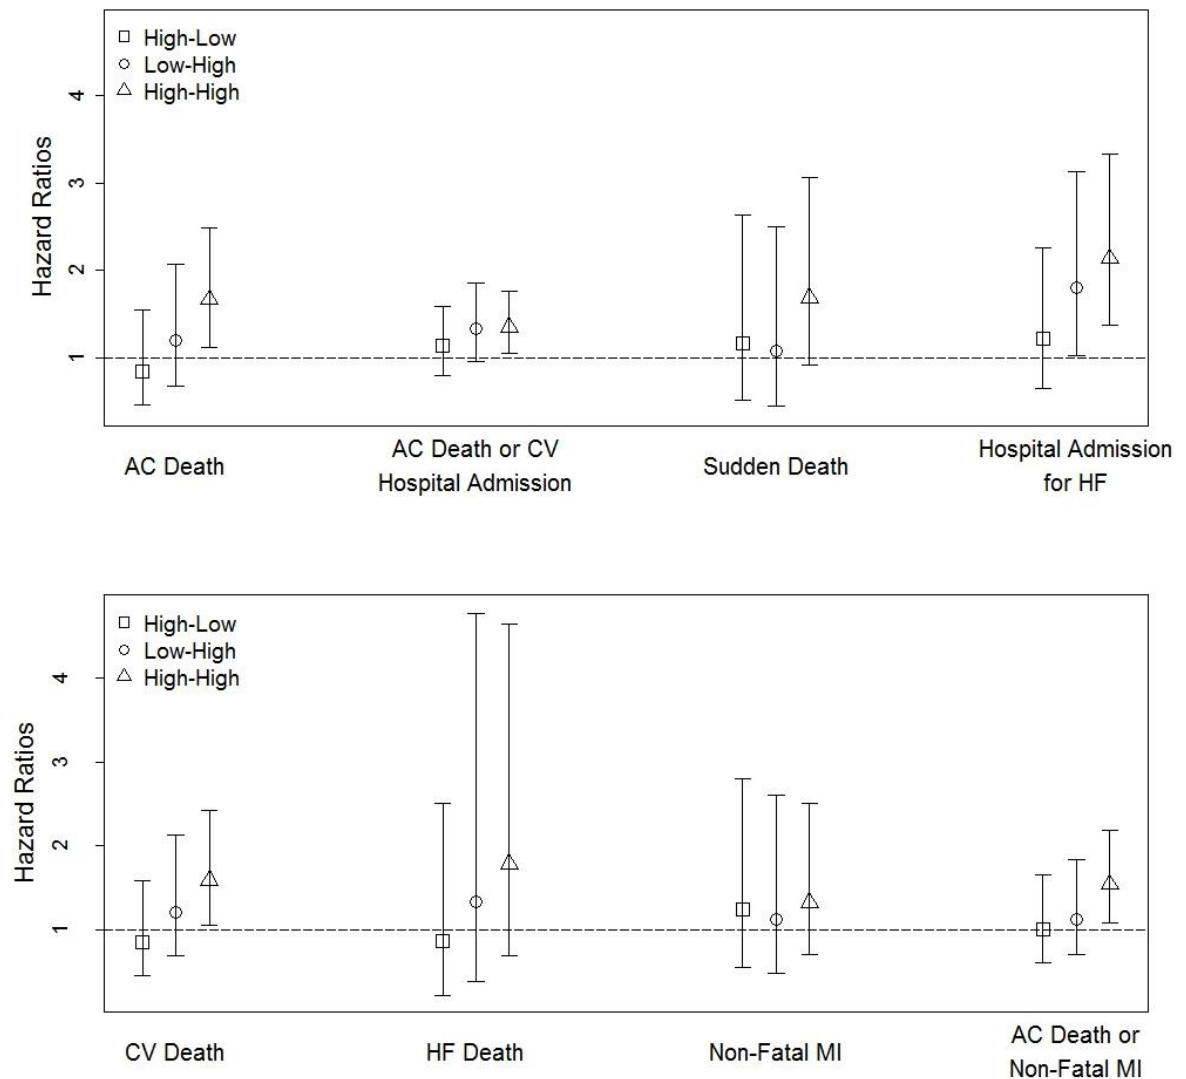 High-Low
Low-High
High-High
Hazard Ratios
4
3
2
1
AC Death
AC Death or CV
Hospital Admission
Sudden Death
Hospital Admission
for HF
High-Low
Low-High
High-High
Hazard Ratios
4
3
2
1
CV Death
HF Death
Non-Fatal MI
AC Death or
Non-Fatal MI